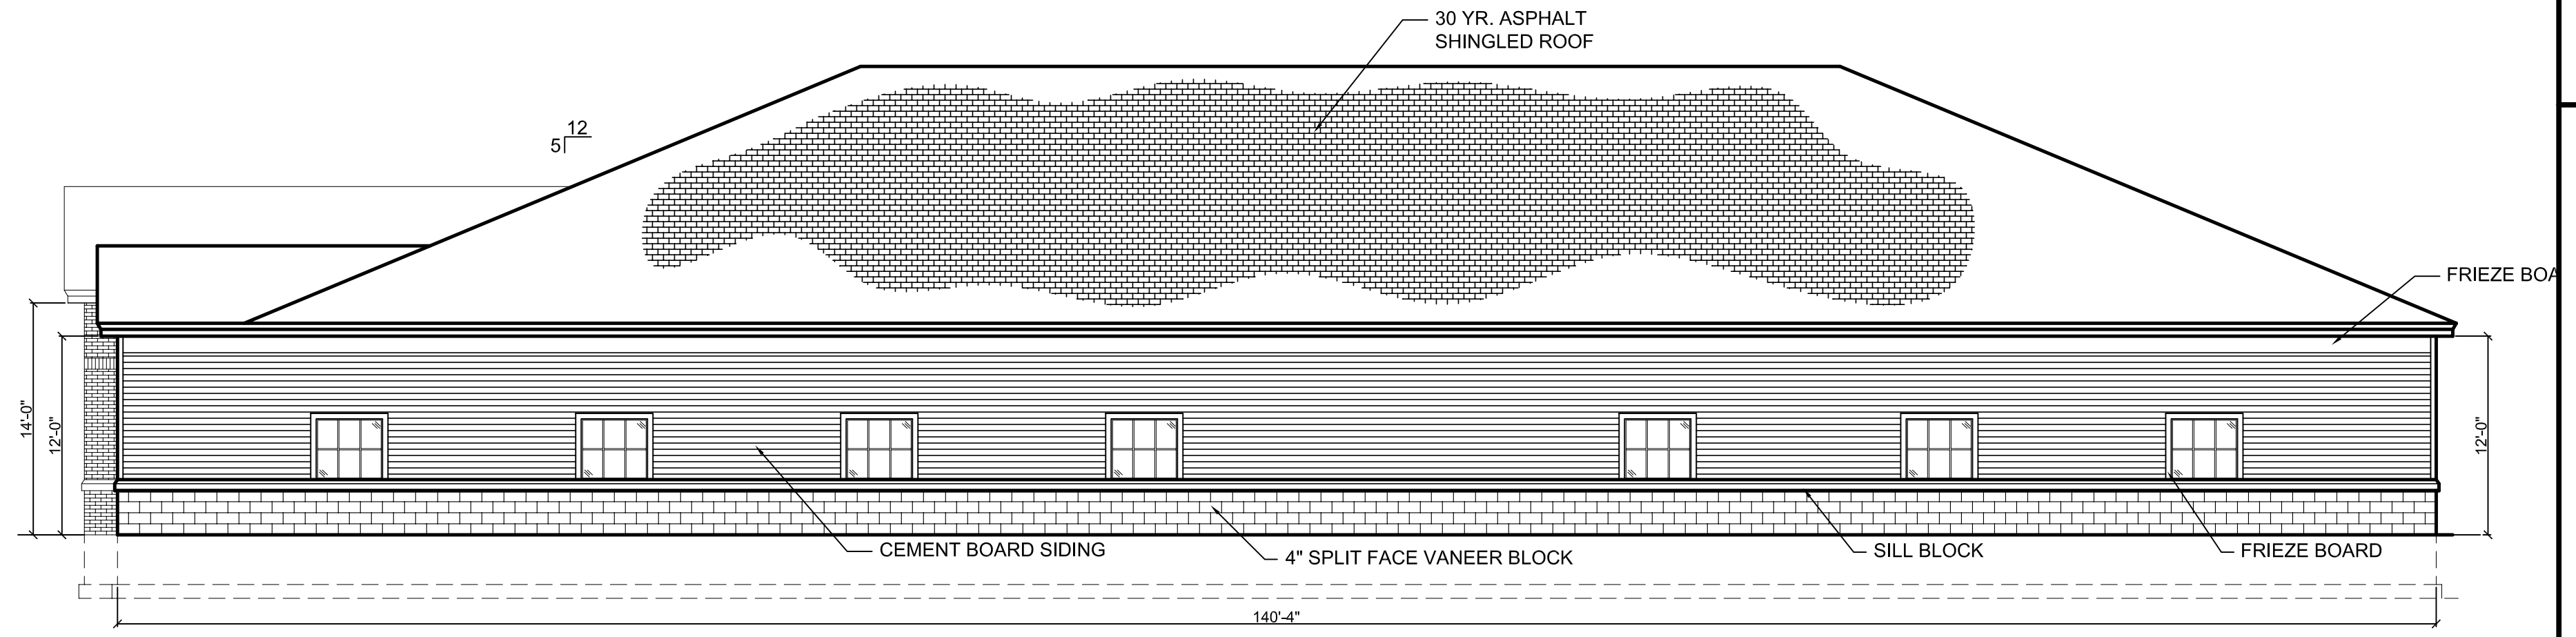 30 YR. ASPHALT
SHINGLED ROOF
12
5
FRIEZE BOA
14'-0"
12'-0"
12'-0"
CEMENT BOARD SIDING
4" SPLIT FACE VANEER BLOCK
SILL BLOCK
FRIEZE BOARD
140'-4"